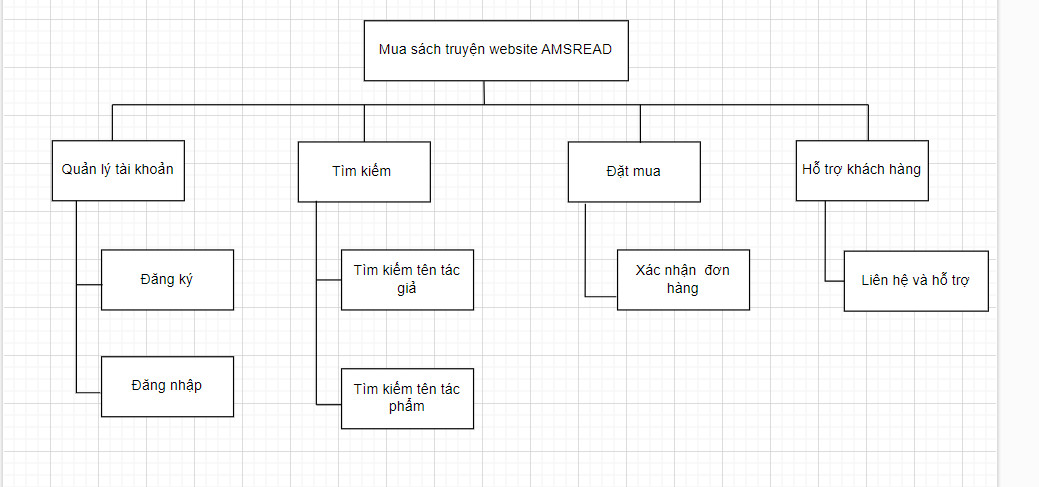 Mua sách truyện website AMSREAD
Quản lý tài khoản
Tìm kiếm
Đặt mua
Hỗ trợ khách hàng
Đăng ký
Tìm kiếm tên tác
giả
Xác nhận đơn
hàng
Liên hệ và hỗ trợ
Đăng nhập
Tìm kiếm tên tác
phẩm